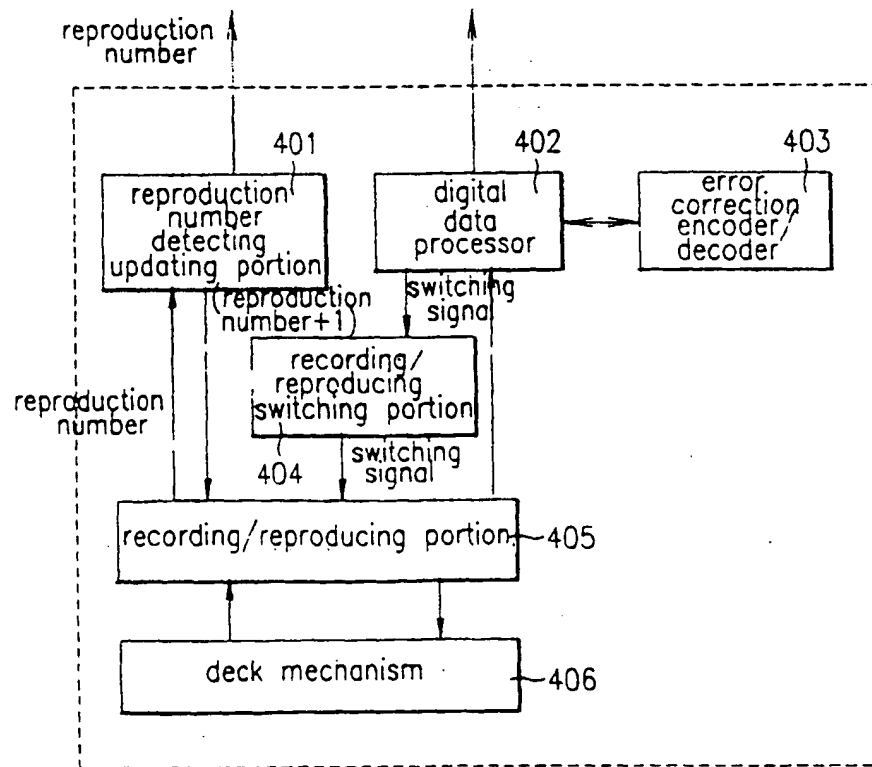 reproduction
number
401
402
403
reproduction
number
detecting
updating portion
digital
data
processor
error
correction
encoder/
decoder
(reproduction
number+1)
switching
signal
recording/
reproducing
switching portion
reproduction
number
404
switching
signal
recording/reproducing portion
405
deck mechanism
406